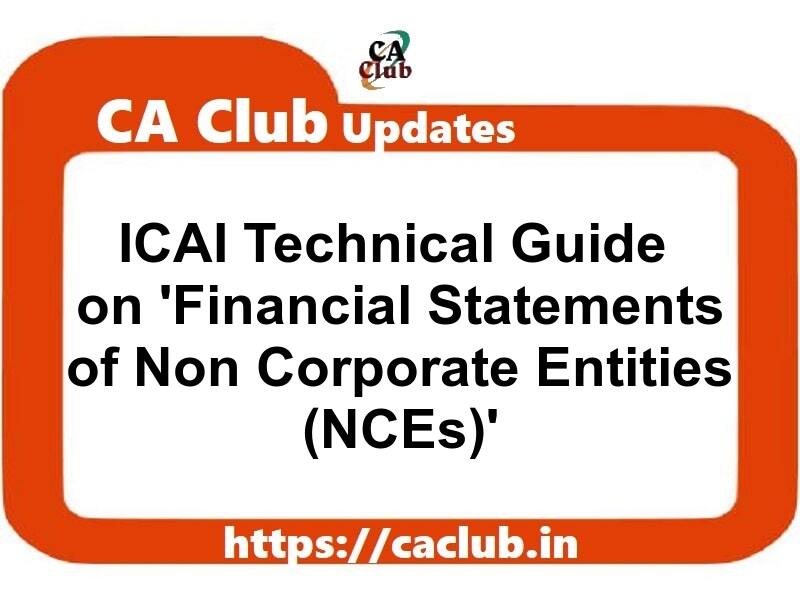 CA
Club
CA Club Updates
ICAI Technical Guide
on 'Financial Statements
of Non Corporate Entities
(NCEs)'
https://caclub.in